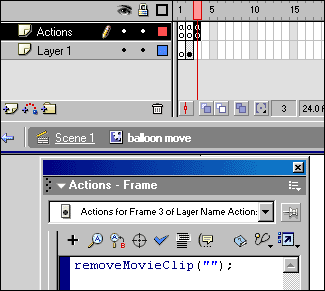 1 5 10 15
Actions
Layer 1
3 24.0 f
Scene 1 balloon move
Actions - Frame
Actions for Frame 3 of Layer Name Action:
removeMovieClip("");